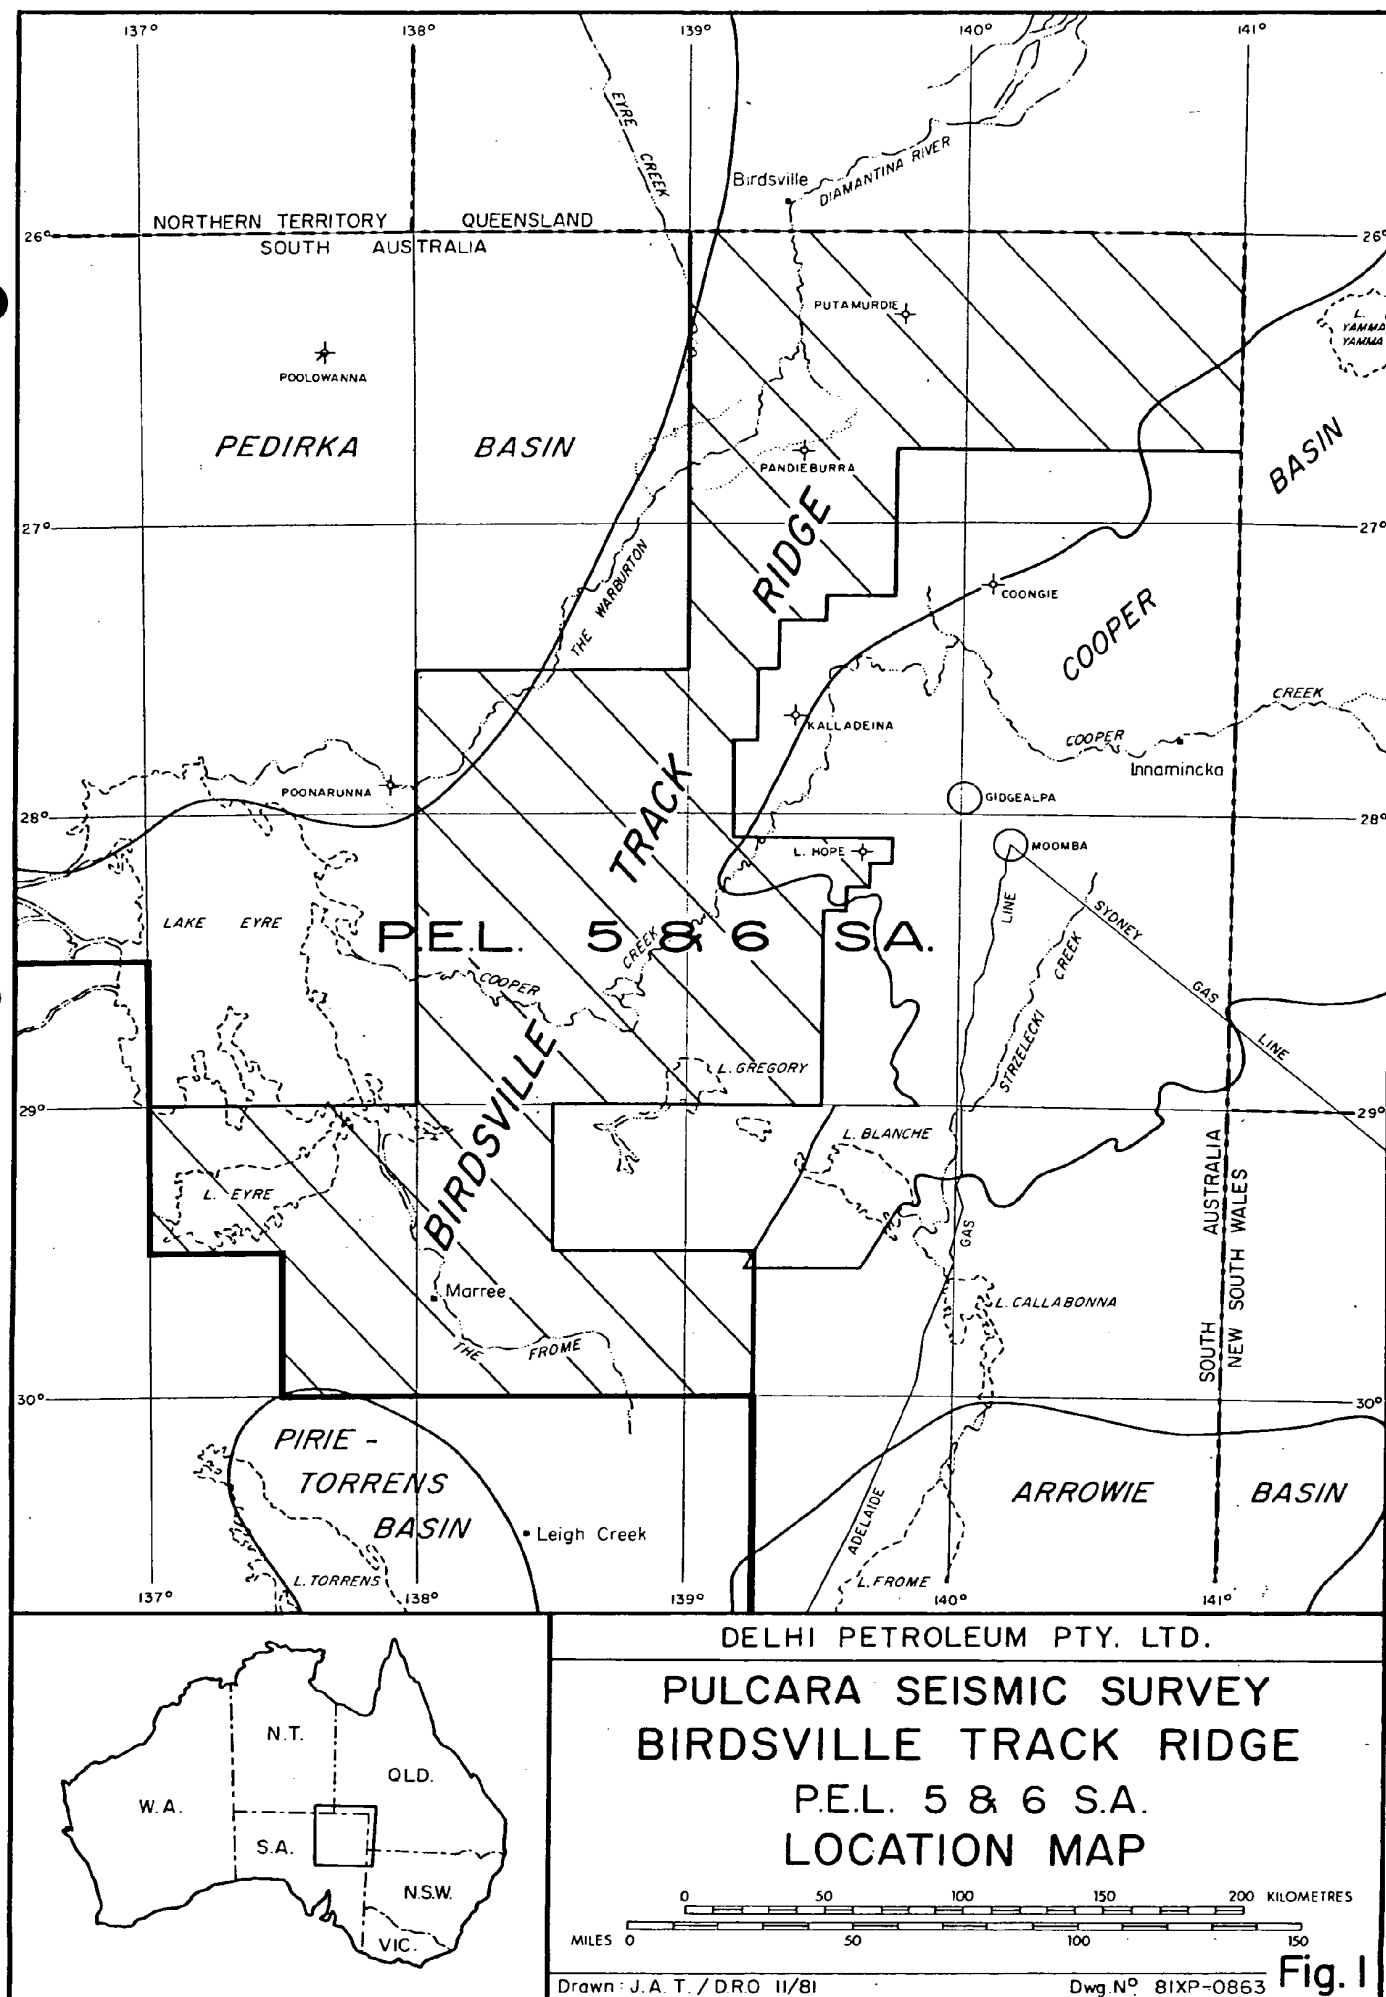 137° 138° 139° 140° 141°
EYRE CREEK
Birdsville
DIAMANTINA RIVER
NORTHERN TERRITORY QUEENSLAND
26° 26°
SOUTH AUSTRALIA
PUTAMURDIE
L. YAMMA YAMMA
POOLOWANNA
PEDIRKA BASIN
PANDIEBURRA
BASIN
27° 27°
RIDGE
THE WARBURTON
COONGIE
COOPER
CREEK
KALLADEINA
COOPER
Innamincka
TRACK
POONARUNNA
GIDGEALPA
28° 28°
L. HOPE
MOOMBA
LINE
SYDNEY
LAKE EYRE
P.E.L. 5 & 6 S.A.
CREEK
CREEK
COOPER
GAS
STRZELECKI
LINE
BIRDSVILLE
L. GREGORY
29° 29°
L. BLANCHE
L. EYRE
SOUTH AUSTRALIA
NEW SOUTH WALES
GAS
Marree
L. CALLABONNA
THE FROME
30° 30°
PIRIE -
TORRENS
BASIN
ARROWIE BASIN
Leigh Creek
ADELAIDE
L. TORRENS
L. FROME
137° 138° 139° 140° 141°
DELHI PETROLEUM PTY. LTD.
PULCARA SEISMIC SURVEY
BIRDSVILLE TRACK RIDGE
P.E.L. 5 & 6 S.A.
LOCATION MAP
N.T.
QLD.
W.A.
S.A.
N.S.W.
VIC.
0 50 100 150 200 KILOMETRES
MILES 0 50 100 150
Drawn: J.A.T./D.R.O 11/81
Dwg.Nº 81XP-0863
Fig. 1